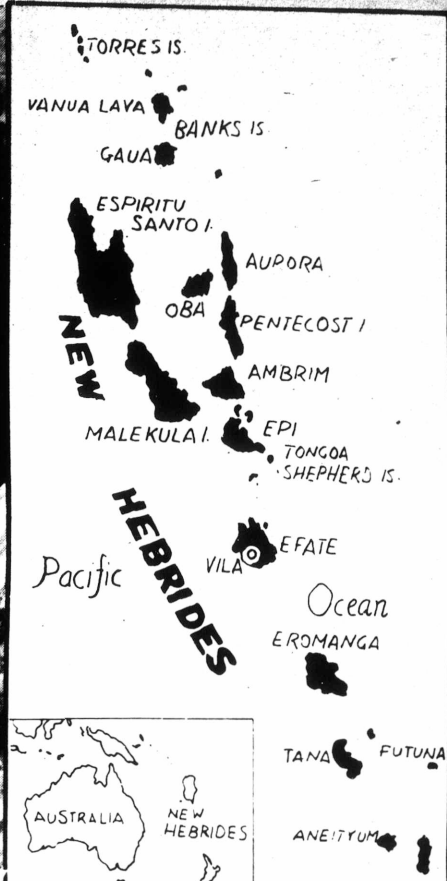 TORRES IS.
VANUA LAVA
BANKS IS
GAUA
ESPIRITU
SANTO I.
AUPORA
OBA
PENTECOST I
NEW
AMBRIM
MALEKULA I.
EPI
TONGOA
SHEPHERD IS.
HEBRIDES
EFATE
VILA
Pacific
Ocean
EROMANGA
TANA
FUTUNA
AUSTRALIA
NEW
HEBRIDES
ANEITYUM